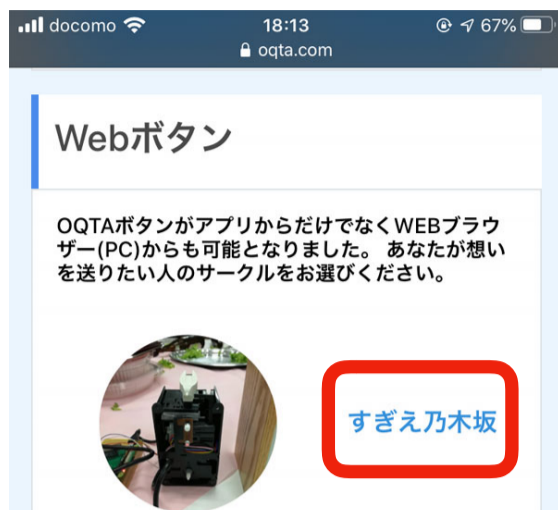 docomo 18:13 67%
oqta.com
Webボタン
OQTAボタンがアプリからだけでなくWEBブラウ
ザー(PC)からも可能となりました。 あなたが想い
を送りたい人のサークルをお選びください。
すぎえ乃木坂